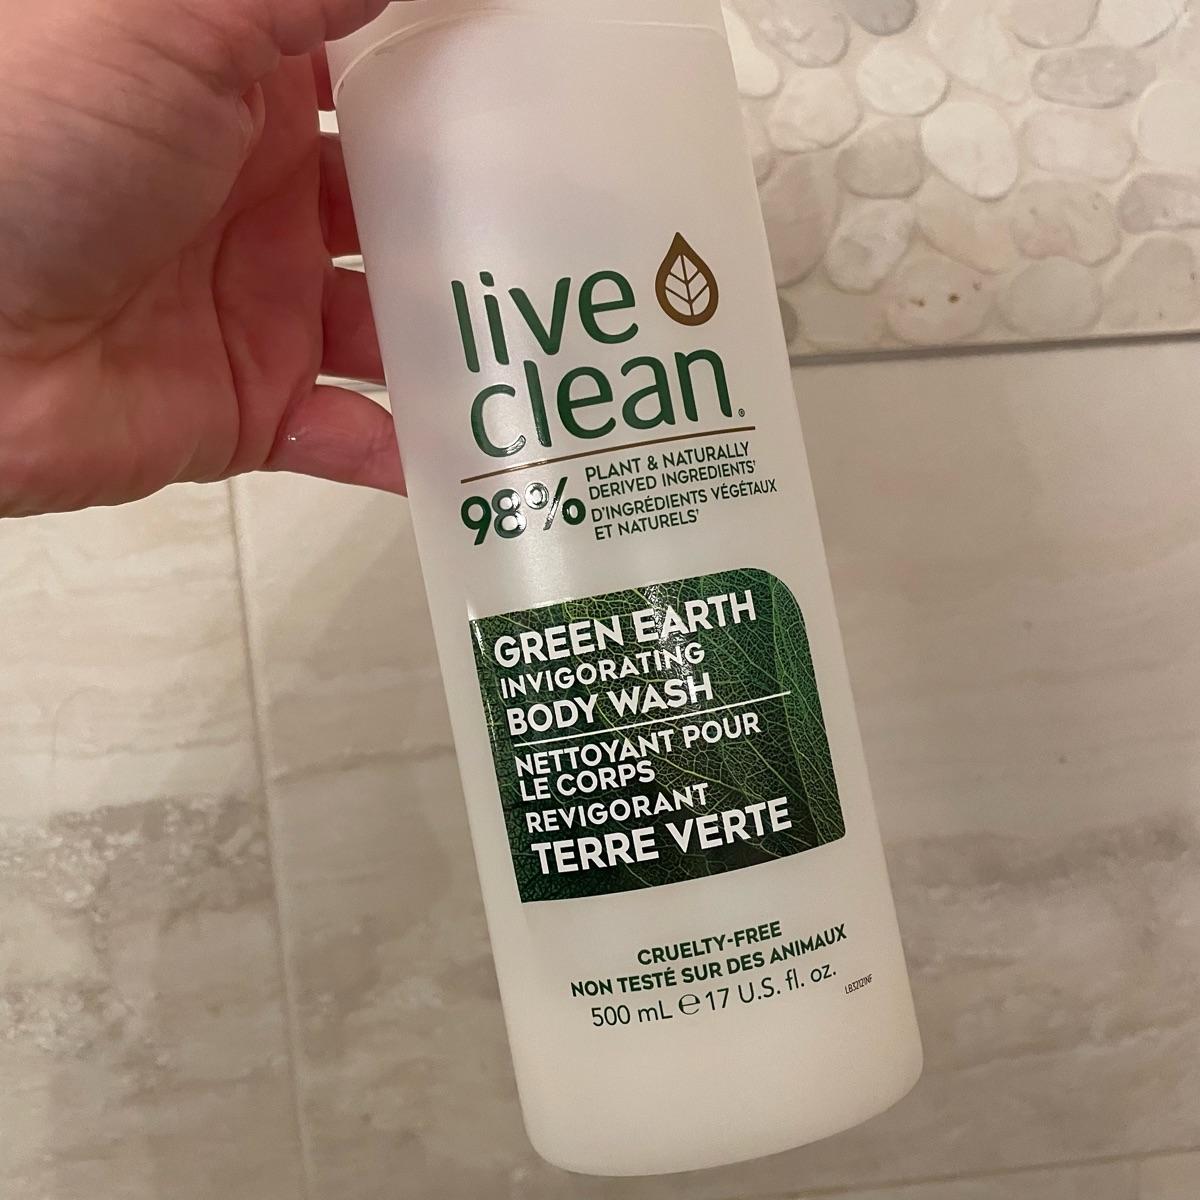 live
clean®
98%
PLANT & NATURALLY
DERIVED INGREDIENTS†
D'INGRÉDIENTS VÉGÉTAUX
ET NATURELS†
GREEN EARTH
INVIGORATING
BODY WASH
NETTOYANT POUR
LE CORPS
REVIGORANT
TERRE VERTE
CRUELTY-FREE
NON TESTÉ SUR DES ANIMAUX
500 mL ℮ 17 U.S. fl. oz.